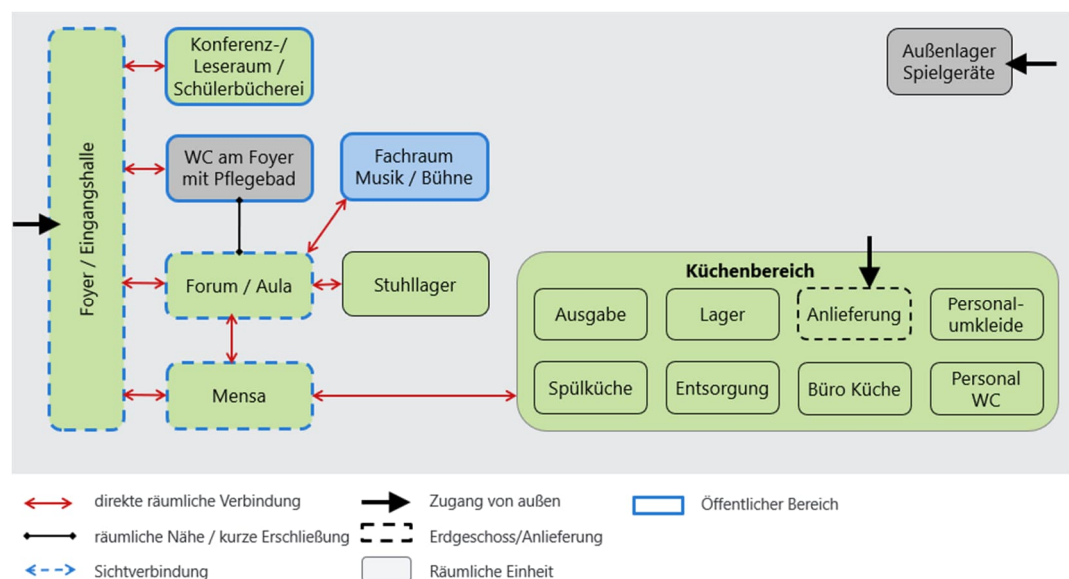 Konferenz-/
Leseraum /
Schülerbücherei
Außenlager
Spielgeräte
Foyer / Eingangshalle
WC am Foyer
mit Pflegebad
Fachraum
Musik / Bühne
Forum / Aula
Stuhllager
Mensa
Küchenbereich
Ausgabe
Lager
Anlieferung
Personal-
umkleide
Spülküche
Entsorgung
Büro Küche
Personal
WC
direkte räumliche Verbindung
Zugang von außen
Öffentlicher Bereich
räumliche Nähe / kurze Erschließung
Erdgeschoss/Anlieferung
Sichtverbindung
Räumliche Einheit